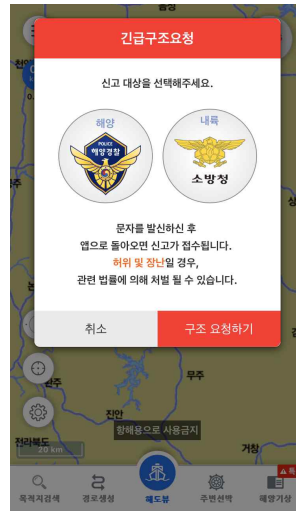 음성
긴급구조요청
천안
신고 대상을 선택해주세요.
해양
내륙
POLICE
해양경찰
소방청
문자를 발신하신 후
앱으로 돌아오면 신고가 접수됩니다.
허위 및 장난일 경우,
관련 법률에 의해 처벌 될 수 있습니다.
취소
구조 요청하기
완주
무주
진안
항해용으로 사용금지
전라북도
거창
20 km
목적지검색
경로생성
해도뷰
주변선박
해양기상